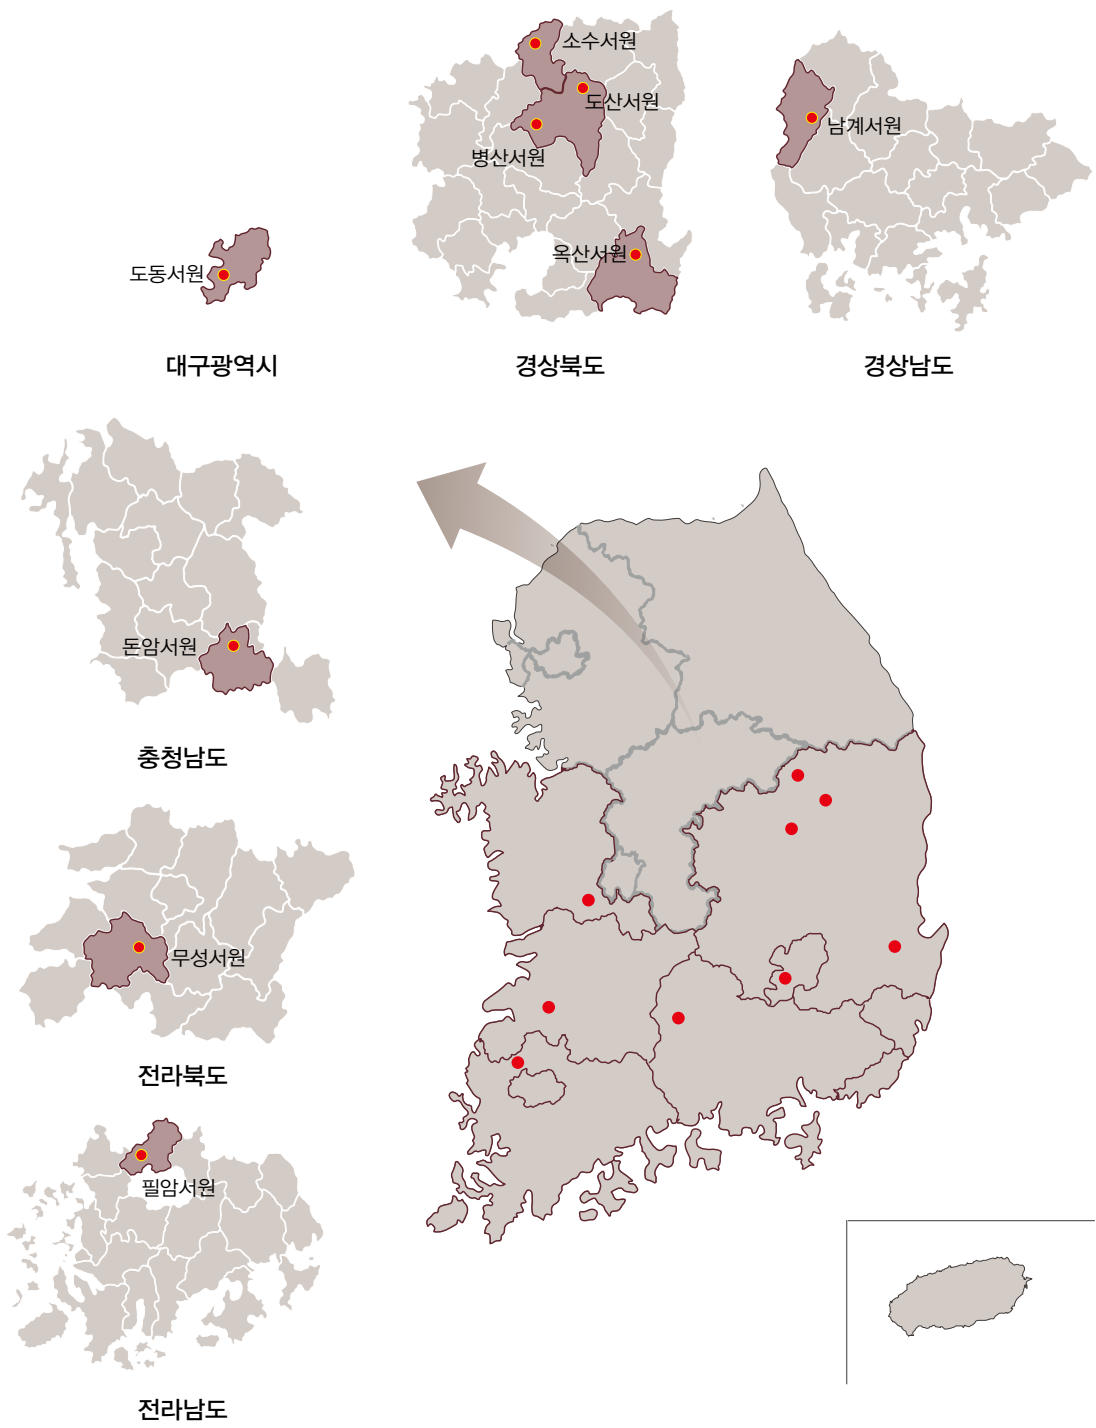 소수서원
도산서원
병산서원
옥산서원
남계서원
도동서원
대구광역시
경상북도
경상남도
돈암서원
충청남도
무성서원
전라북도
필암서원
전라남도